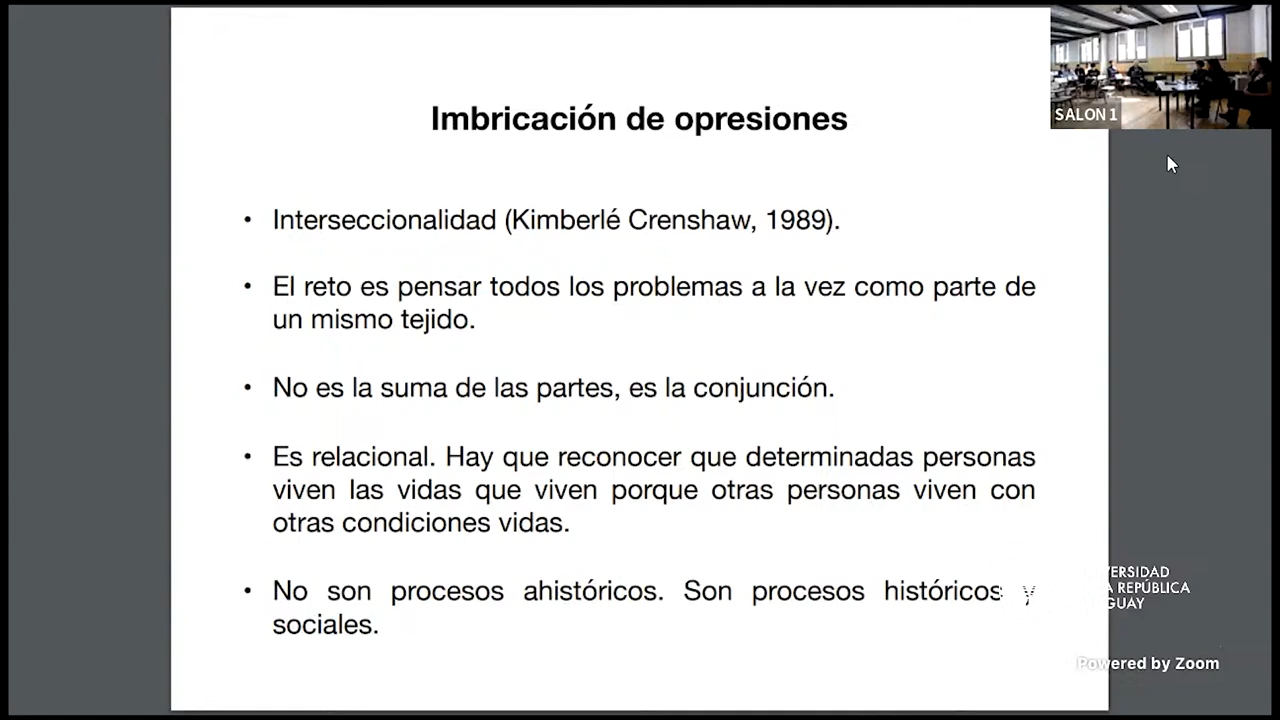 Imbricación de opresiones
SALON 1
• Interseccionalidad (Kimberlé Crenshaw, 1989).
• El reto es pensar todos los problemas a la vez como parte de
un mismo tejido.
• No es la suma de las partes, es la conjunción.
• Es relacional. Hay que reconocer que determinadas personas
viven las vidas que viven porque otras personas viven con
otras condiciones vidas.
• No son procesos ahistóricos. Son procesos históricos y
sociales.
VERSIDAD
A REPÚBLICA
GUAY
Powered by Zoom